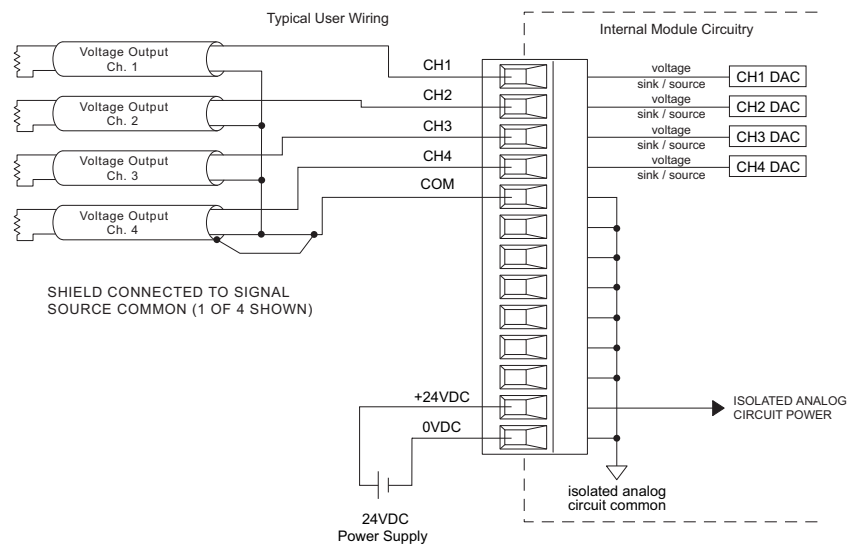 Typical User Wiring
Internal Module Circuitry
Voltage Output
Ch. 1
Voltage Output
Ch. 2
Voltage Output
Ch. 3
Voltage Output
Ch. 4
CH1
CH2
CH3
CH4
COM
voltage
sink / source
CH1 DAC
voltage
sink / source
CH2 DAC
voltage
sink / source
CH3 DAC
voltage
sink / source
CH4 DAC
SHIELD CONNECTED TO SIGNAL
SOURCE COMMON (1 OF 4 SHOWN)
+24VDC
0VDC
ISOLATED ANALOG
CIRCUIT POWER
isolated analog
circuit common
24VDC
Power Supply